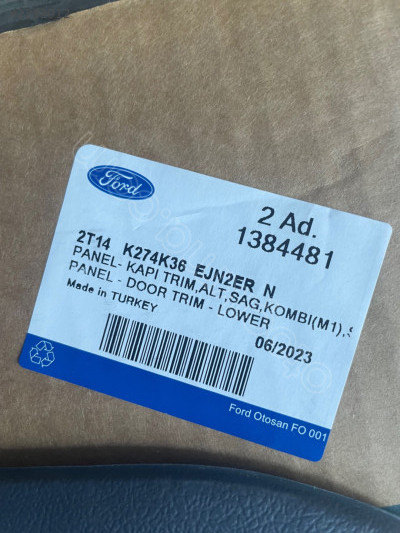 Ford
2 Ad.
1384481
2T14 K274K36 EJN2ER N
PANEL- KAPI TRIM,ALT,SAG,KOMBI(M1),S
PANEL - DOOR TRIM - LOWER
Made in TURKEY
06/2023
Ford Otosan FO 001